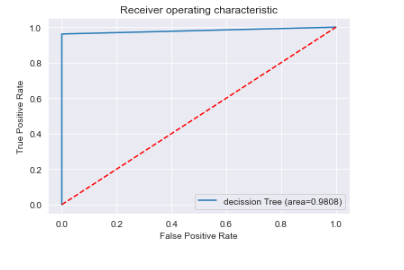 Receiver operating characteristic
1.0
0.8
0.6
0.4
0.2
0.0
True Positive Rate
decission Tree (area=0.9808)
0.0 0.2 0.4 0.6 0.8 1.0
False Positive Rate